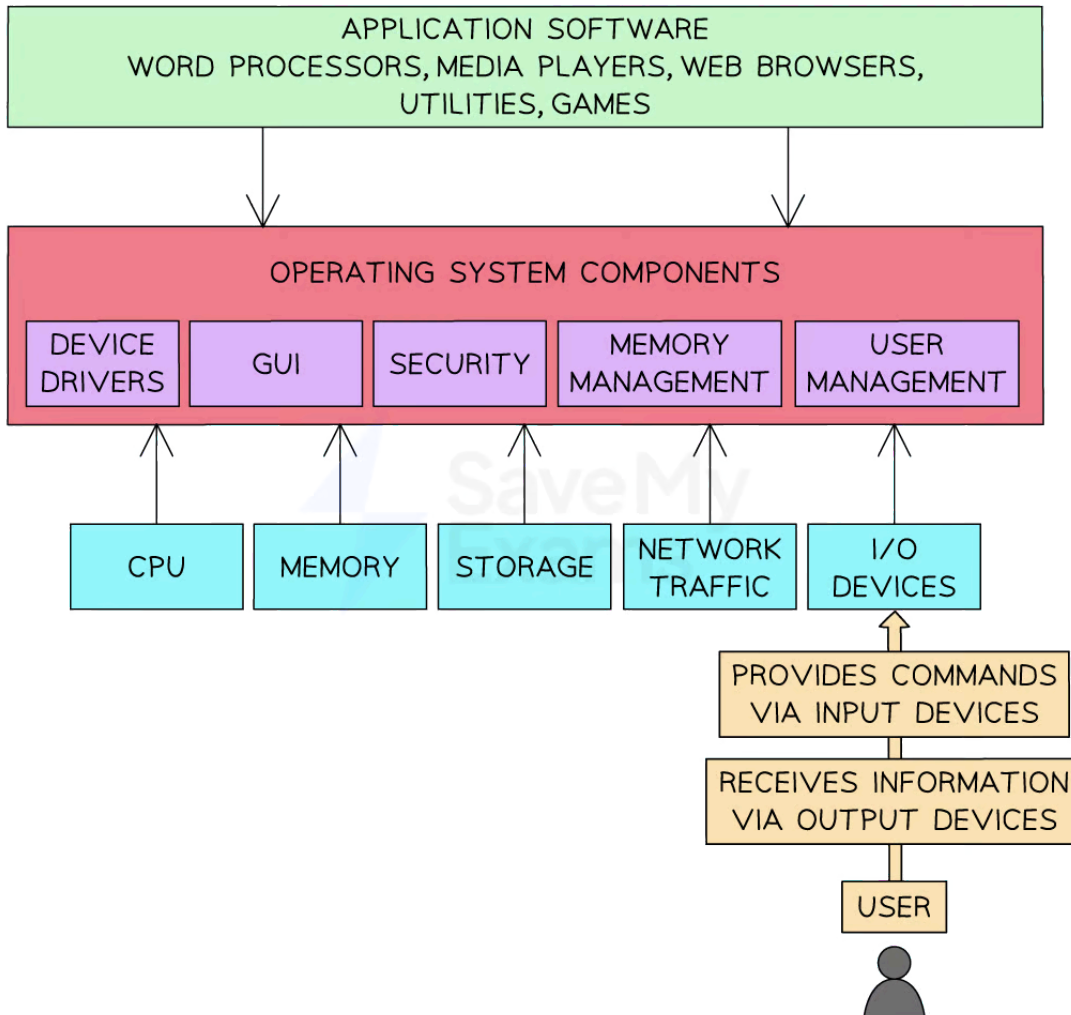 APPLICATION SOFTWARE
WORD PROCESSORS, MEDIA PLAYERS, WEB BROWSERS,
UTILITIES, GAMES
OPERATING SYSTEM COMPONENTS
DEVICE
DRIVERS
GUI
SECURITY
MEMORY
MANAGEMENT
USER
MANAGEMENT
SaveMy
Exams
CPU
MEMORY
STORAGE
NETWORK
TRAFFIC
I/O
DEVICES
PROVIDES COMMANDS
VIA INPUT DEVICES
RECEIVES INFORMATION
VIA OUTPUT DEVICES
USER